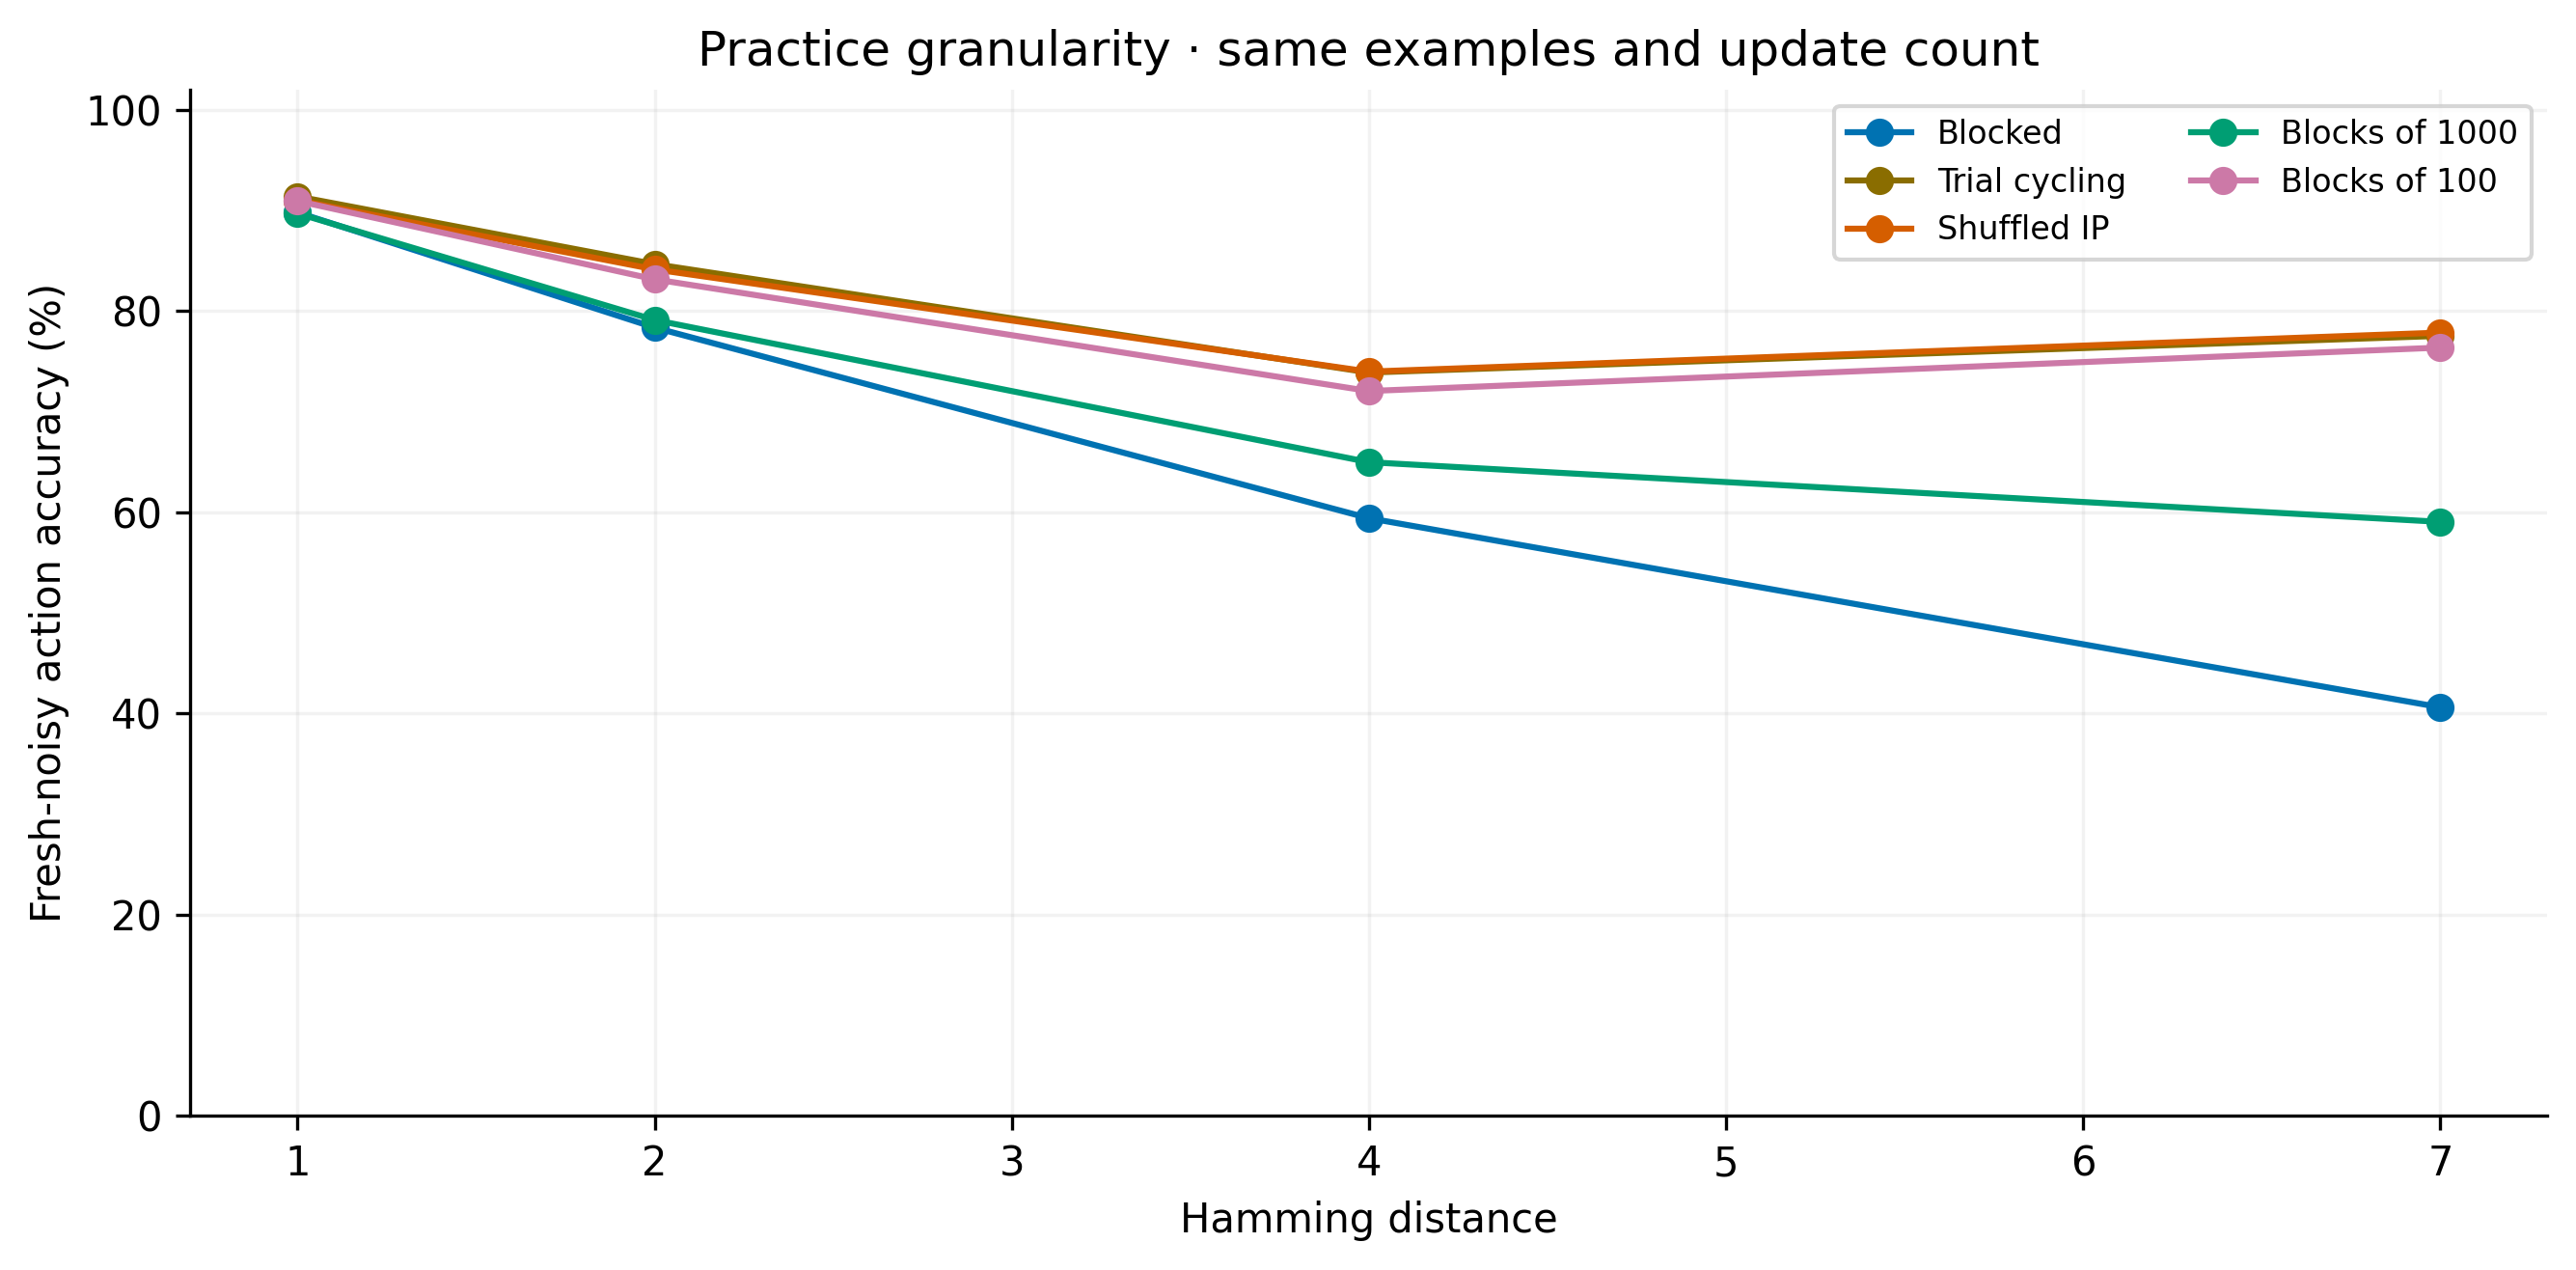 Practice granularity · same examples and update count
Fresh-noisy action accuracy (%)
100
80
60
40
20
0
Blocked
Trial cycling
Shuffled IP
Blocks of 1000
Blocks of 100
1 2 3 4 5 6 7
Hamming distance